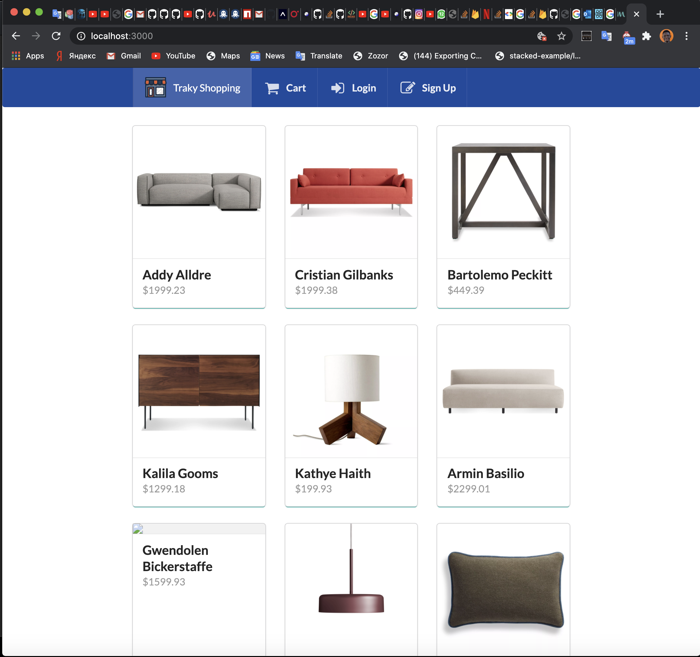 localhost:3000
Apps
Яндекс
Gmail
YouTube
Maps
News
Translate
Zozor
(144) Exporting C...
stacked-example/l...
Traky Shopping
Cart
Login
Sign Up
Addy Alldre
$1999.23
Cristian Gilbanks
$1999.38
Bartolemo Peckitt
$449.39
Kalila Gooms
$1299.18
Kathye Haith
$199.93
Armin Basilio
$2299.01
Gwendolen
Bickerstaffe
$1599.93